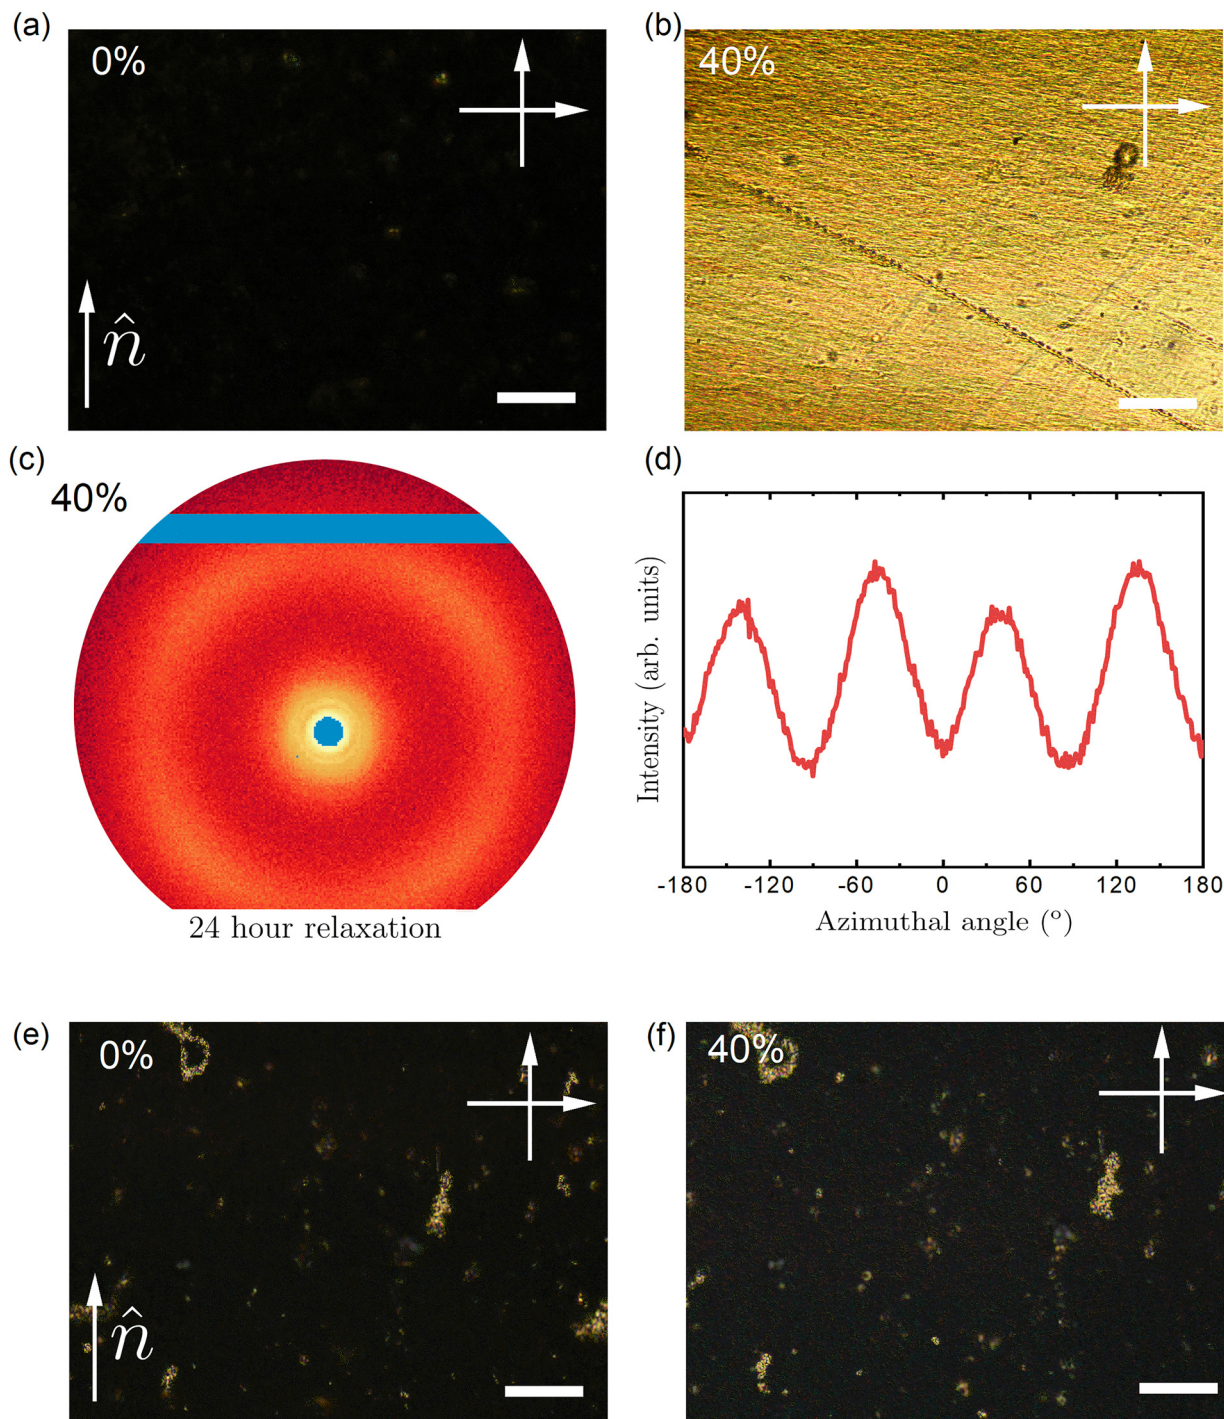 (a)
0%
n̂
(b)
40%
(c)
40%
24 hour relaxation
(d)
Intensity (arb. units)
-180 -120 -60 0 60 120 180
Azimuthal angle (°)
(e)
0%
n̂
(f)
40%